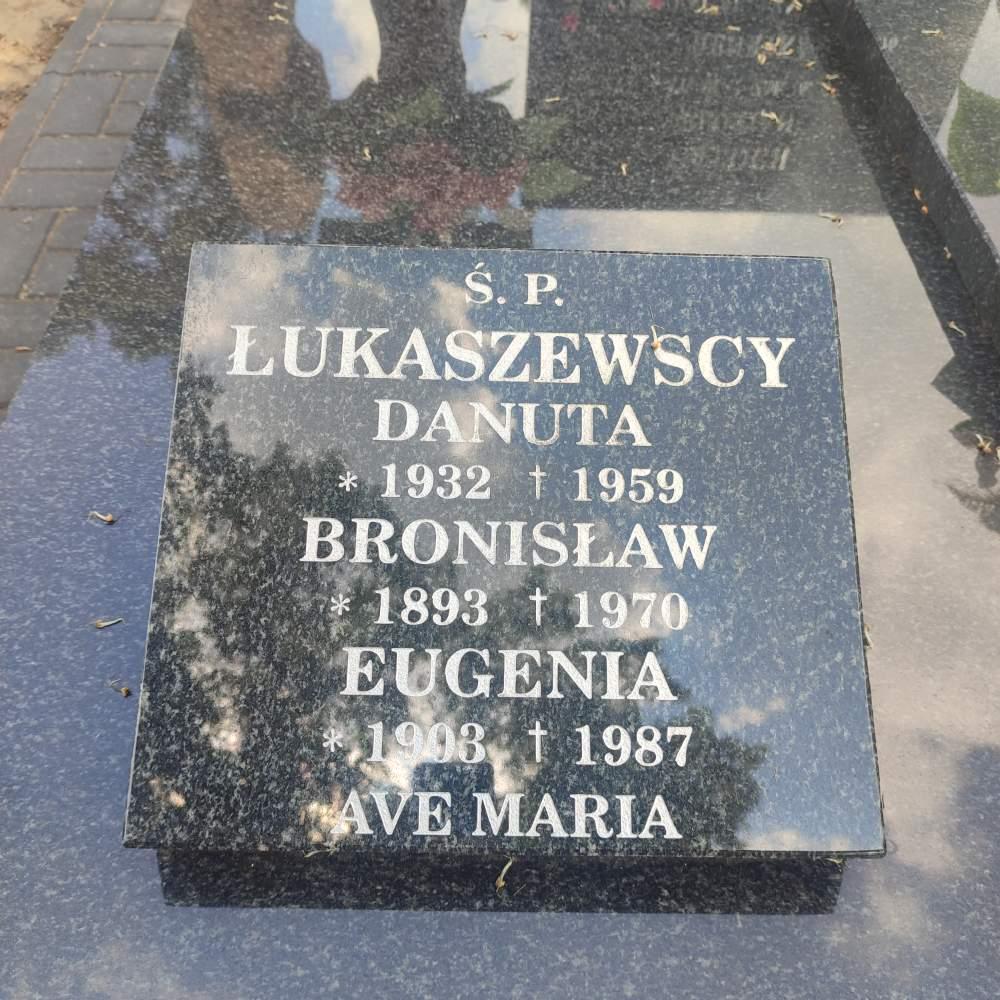 Ś. P.
ŁUKASZEWSCY
DANUTA
* 1932 † 1959
BRONISŁAW
* 1893 † 1970
EUGENIA
* 1903 † 1987
AVE MARIA